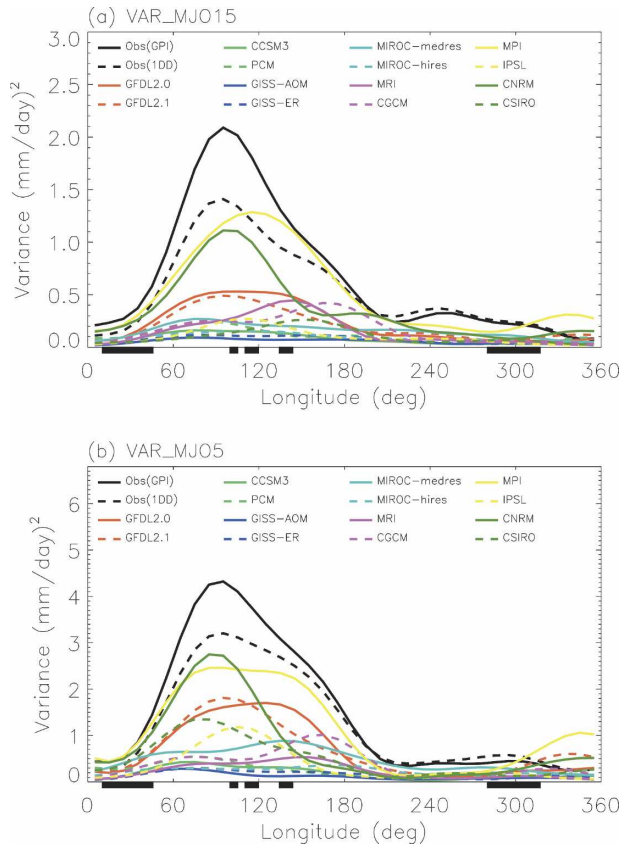 (a) VAR_MJO15
Variance (mm/day)²
3.0
2.5
2.0
1.5
1.0
0.5
0.0
Obs(GPI) CCSM3 MIROC-medres MPI
Obs(1DD) PCM MIROC-hires IPSL
GFDL2.0 GISS-AOM MRI CNRM
GFDL2.1 GISS-ER CGCM CSIRO
0 60 120 180 240 300 360
Longitude (deg)
(b) VAR_MJO5
Variance (mm/day)²
6
5
4
3
2
1
0
Obs(GPI) CCSM3 MIROC-medres MPI
Obs(1DD) PCM MIROC-hires IPSL
GFDL2.0 GISS-AOM MRI CNRM
GFDL2.1 GISS-ER CGCM CSIRO
0 60 120 180 240 300 360
Longitude (deg)